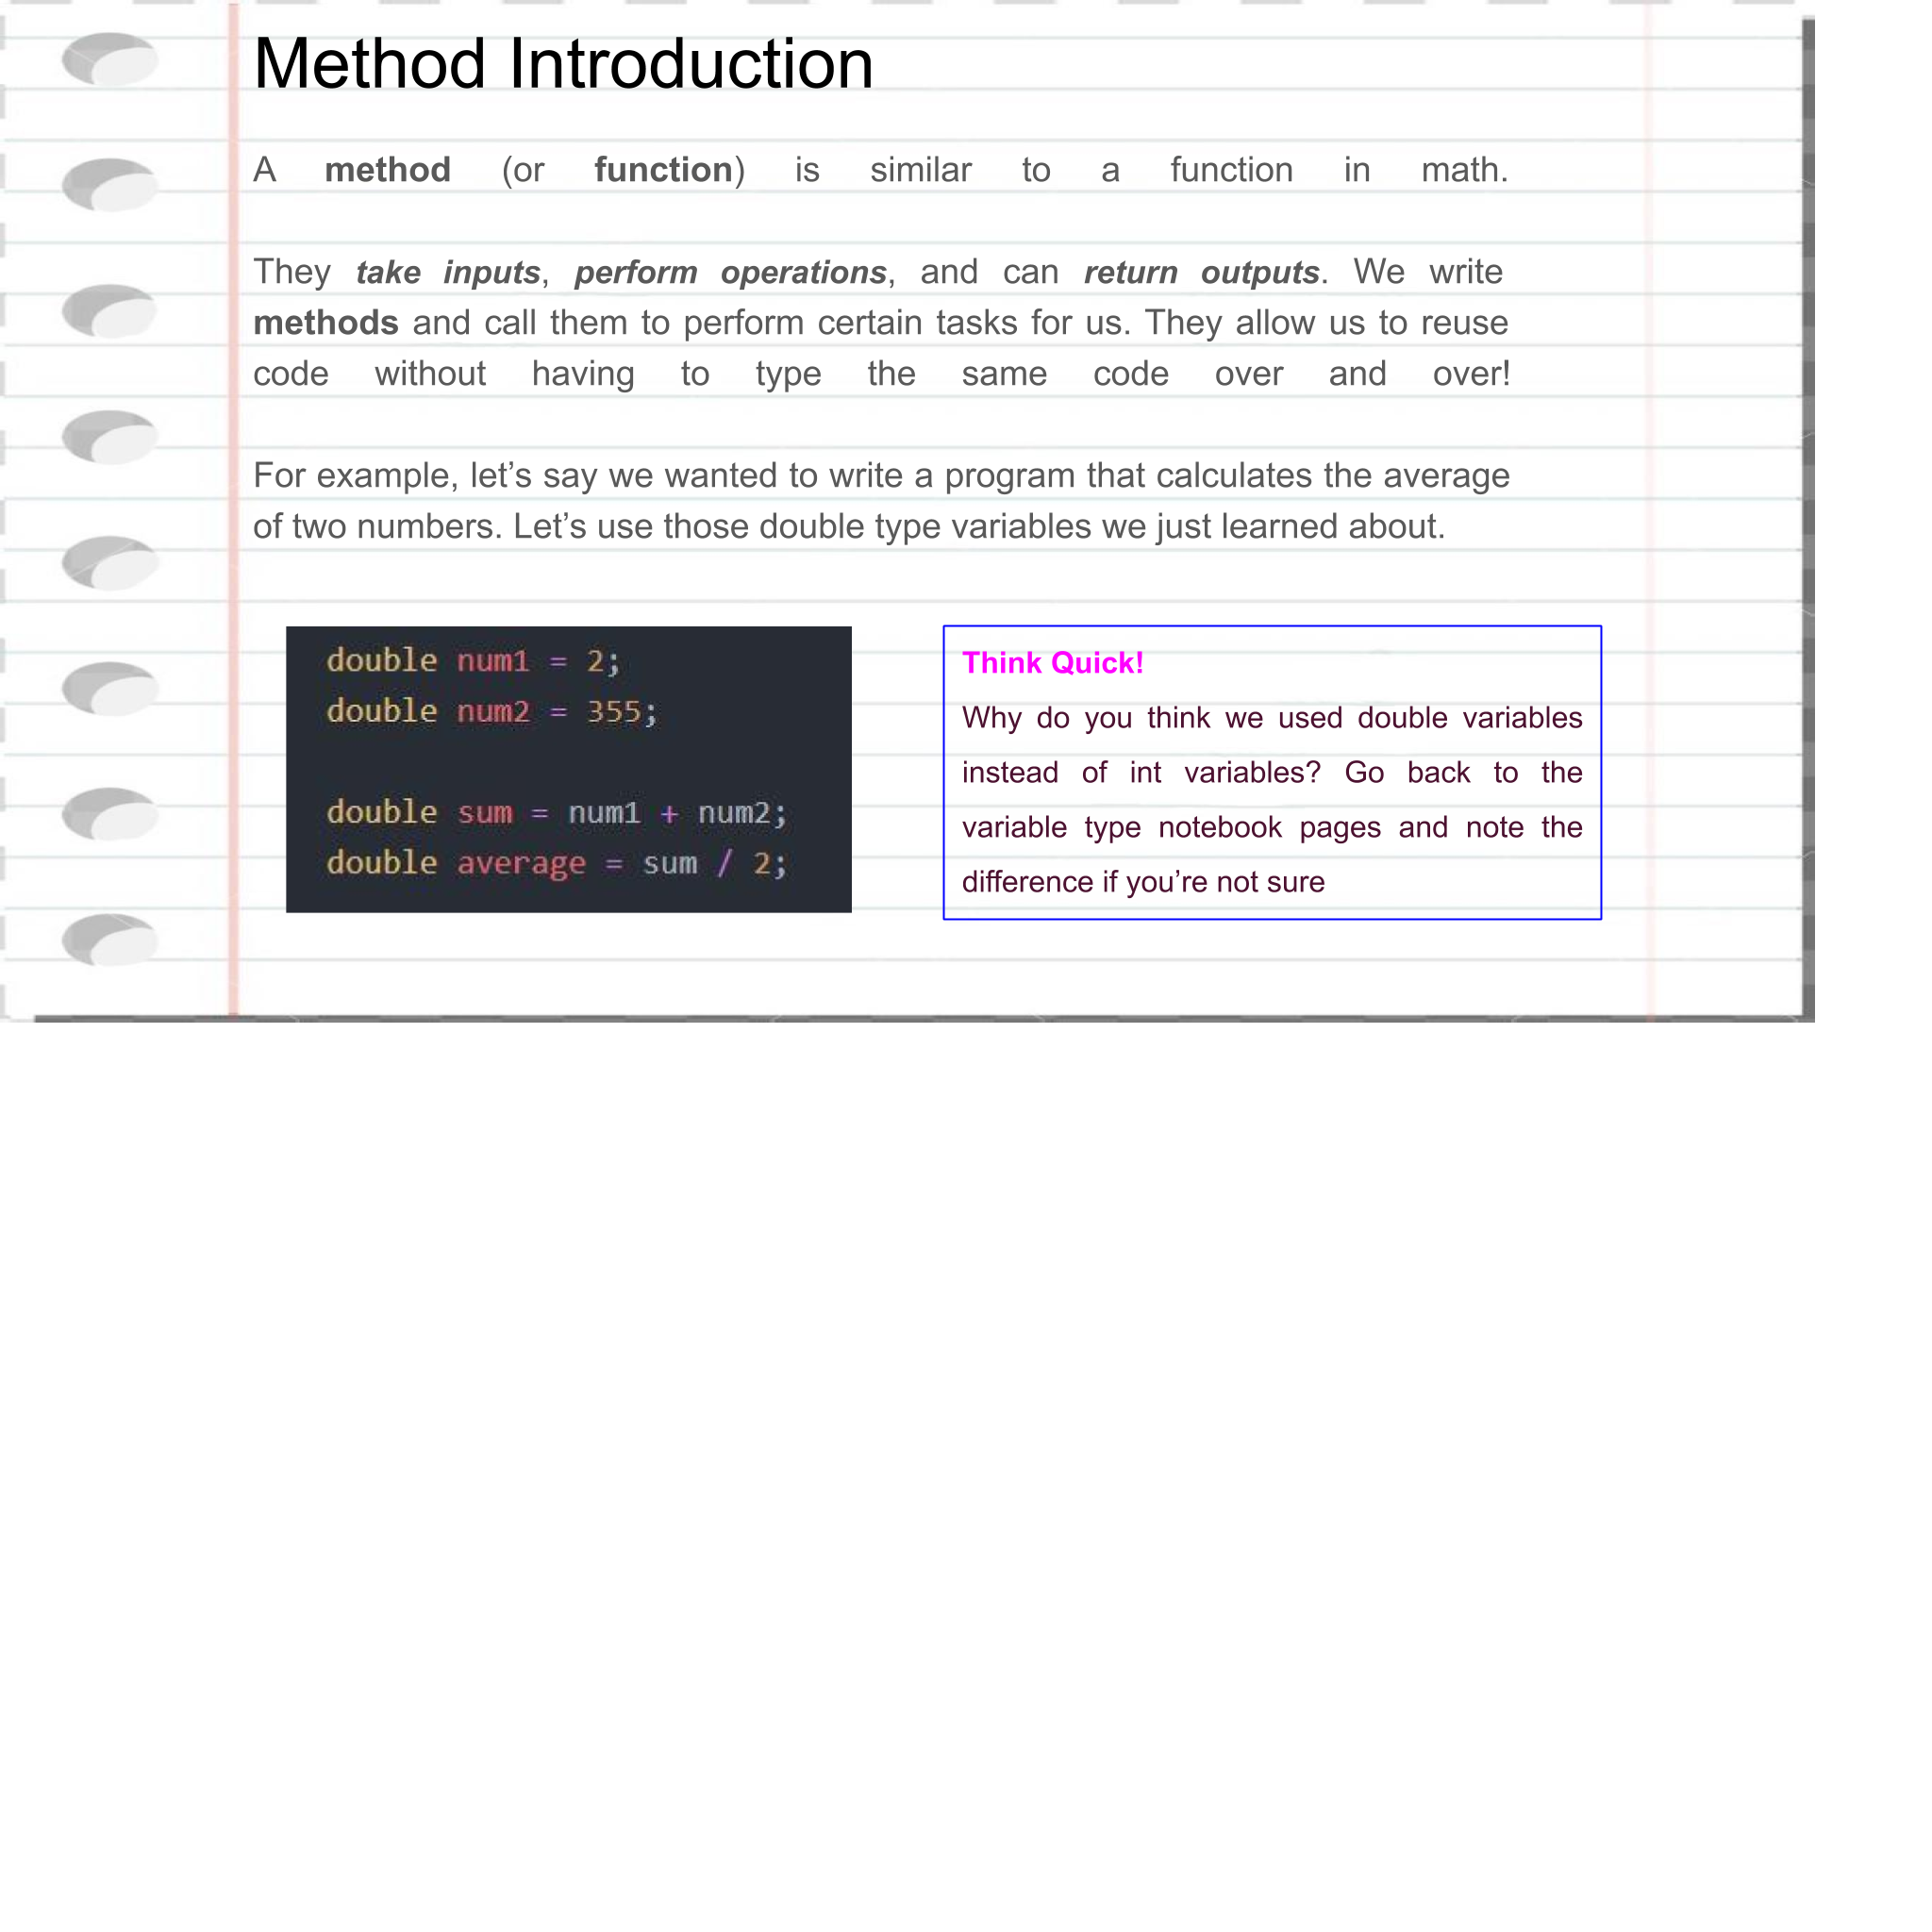 Method Introduction
A method (or function) is similar to a function in math.
They take inputs, perform operations, and can return outputs. We write
methods and call them to perform certain tasks for us. They allow us to reuse
code without having to type the same code over and over!
For example, let’s say we wanted to write a program that calculates the average
of two numbers. Let’s use those double type variables we just learned about.
double num1 = 2;
double num2 = 355;
double sum = num1 + num2;
double average = sum / 2;
Think Quick!
Why do you think we used double variables
instead of int variables? Go back to the
variable type notebook pages and note the
difference if you’re not sure